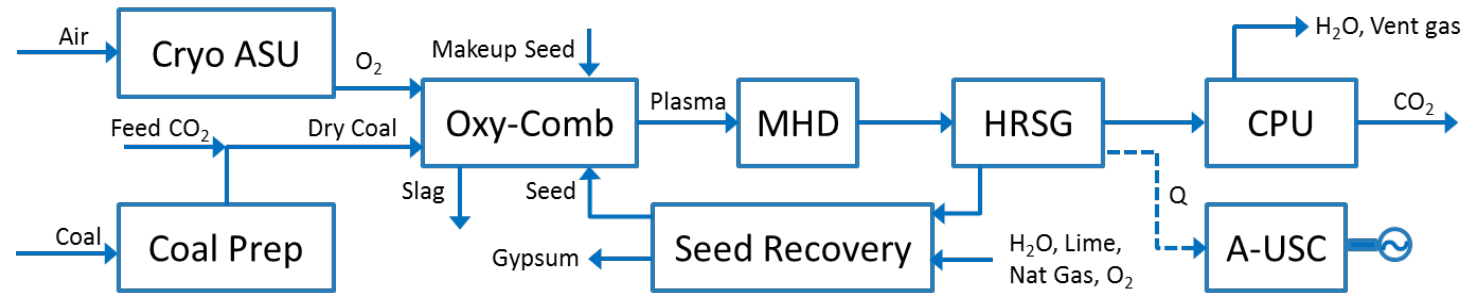 Air
Cryo ASU
O₂
Makeup Seed
H₂O, Vent gas
Feed CO₂
Dry Coal
Oxy-Comb
Plasma
MHD
HRSG
CPU
CO₂
Slag
Seed
Q
Coal
Coal Prep
Gypsum
Seed Recovery
H₂O, Lime,
Nat Gas, O₂
A-USC